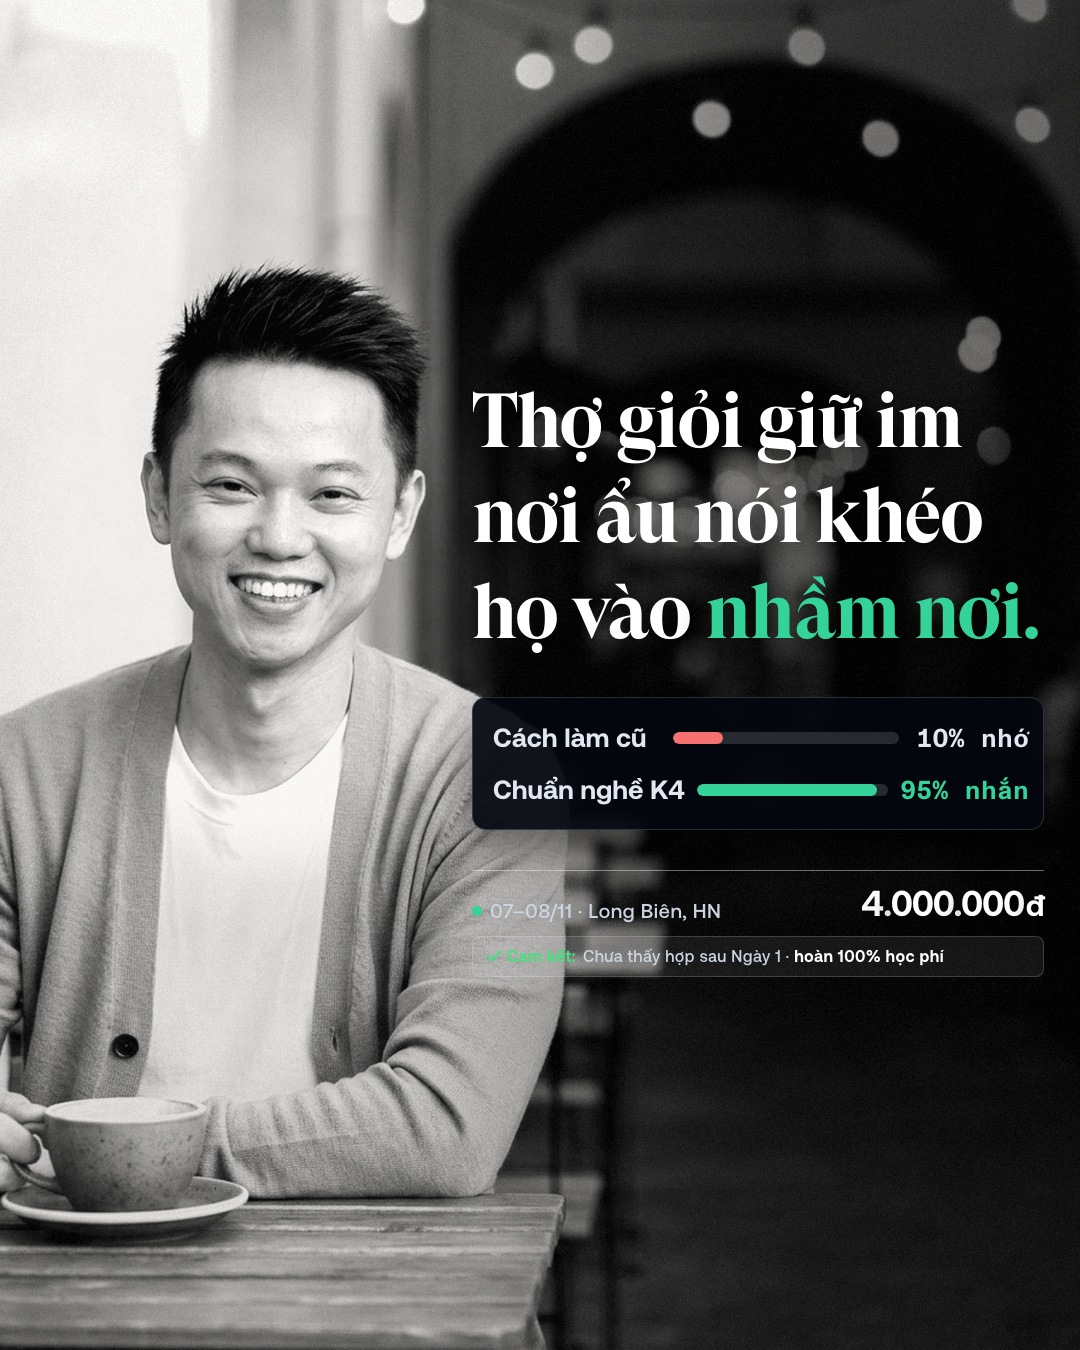 Thợ giỏi giữ im
nơi ẩu nói khéo
họ vào nhầm nơi.
Cách làm cũ 10% nhớ
Chuẩn nghề K4 95% nhắn
07–08/11 · Long Biên, HN 4.000.000đ
✓ Cam kết: Chưa thấy hợp sau Ngày 1 · hoàn 100% học phí